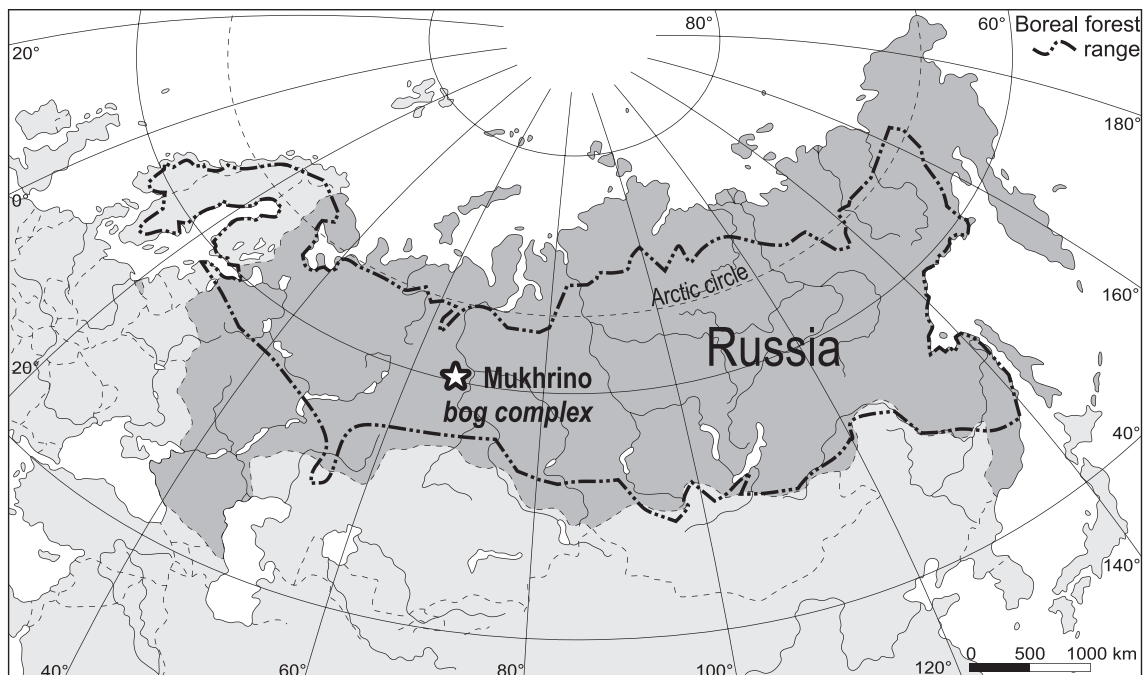 80°
60°
Boreal forest
range
20°
180°
0°
Arctic circle
160°
Russia
Mukhrino
bog complex
20°
40°
140°
40°
60°
80°
100°
120°
0 500 1000 km